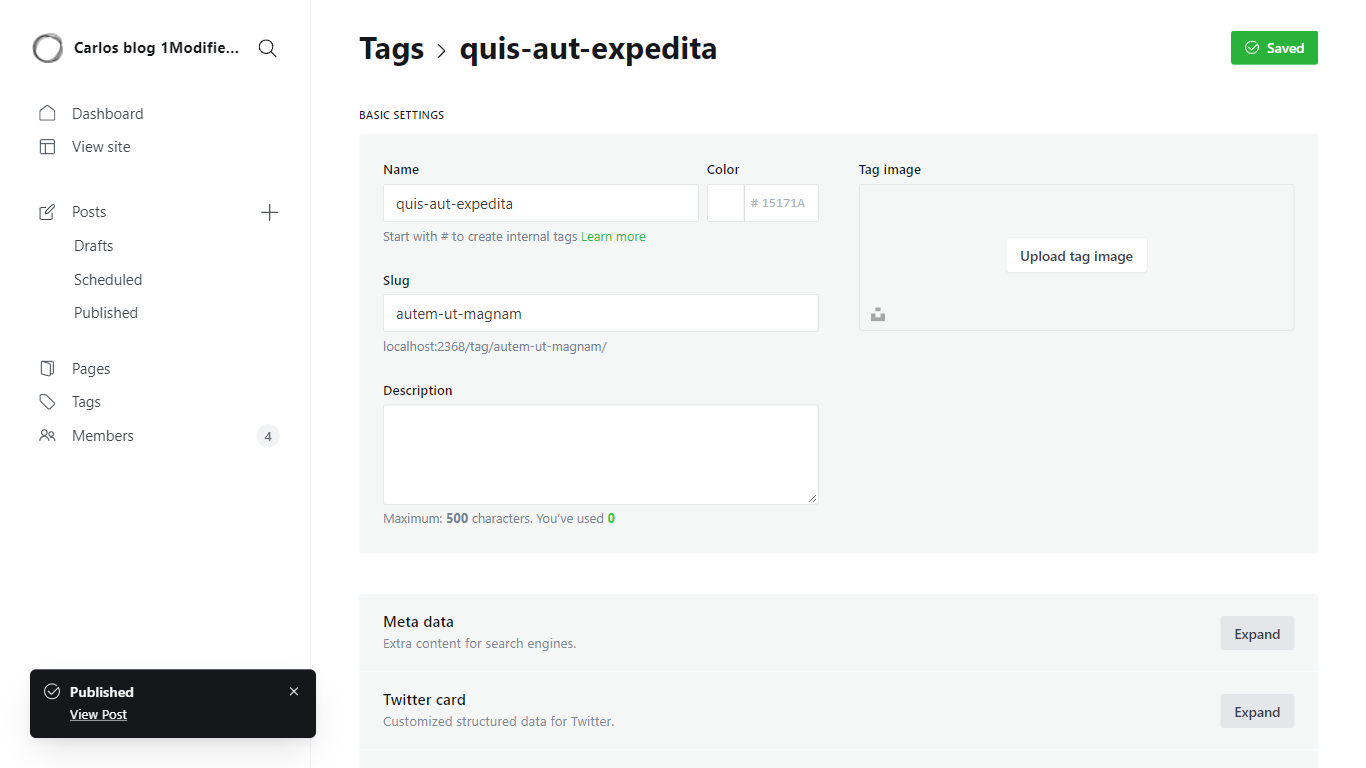 Carlos blog 1Modifie...
Dashboard
View site
Posts
Drafts
Scheduled
Published
Pages
Tags
Members
4
Published
View Post
Tags
quis-aut-expedita
Saved
BASIC SETTINGS
Name
quis-aut-expedita
Start with # to create internal tags Learn more
Color
# 15171A
Slug
autem-ut-magnam
localhost:2368/tag/autem-ut-magnam/
Description
Maximum: 500 characters. You’ve used 0
Tag image
Upload tag image
Meta data
Extra content for search engines.
Expand
Twitter card
Customized structured data for Twitter.
Expand